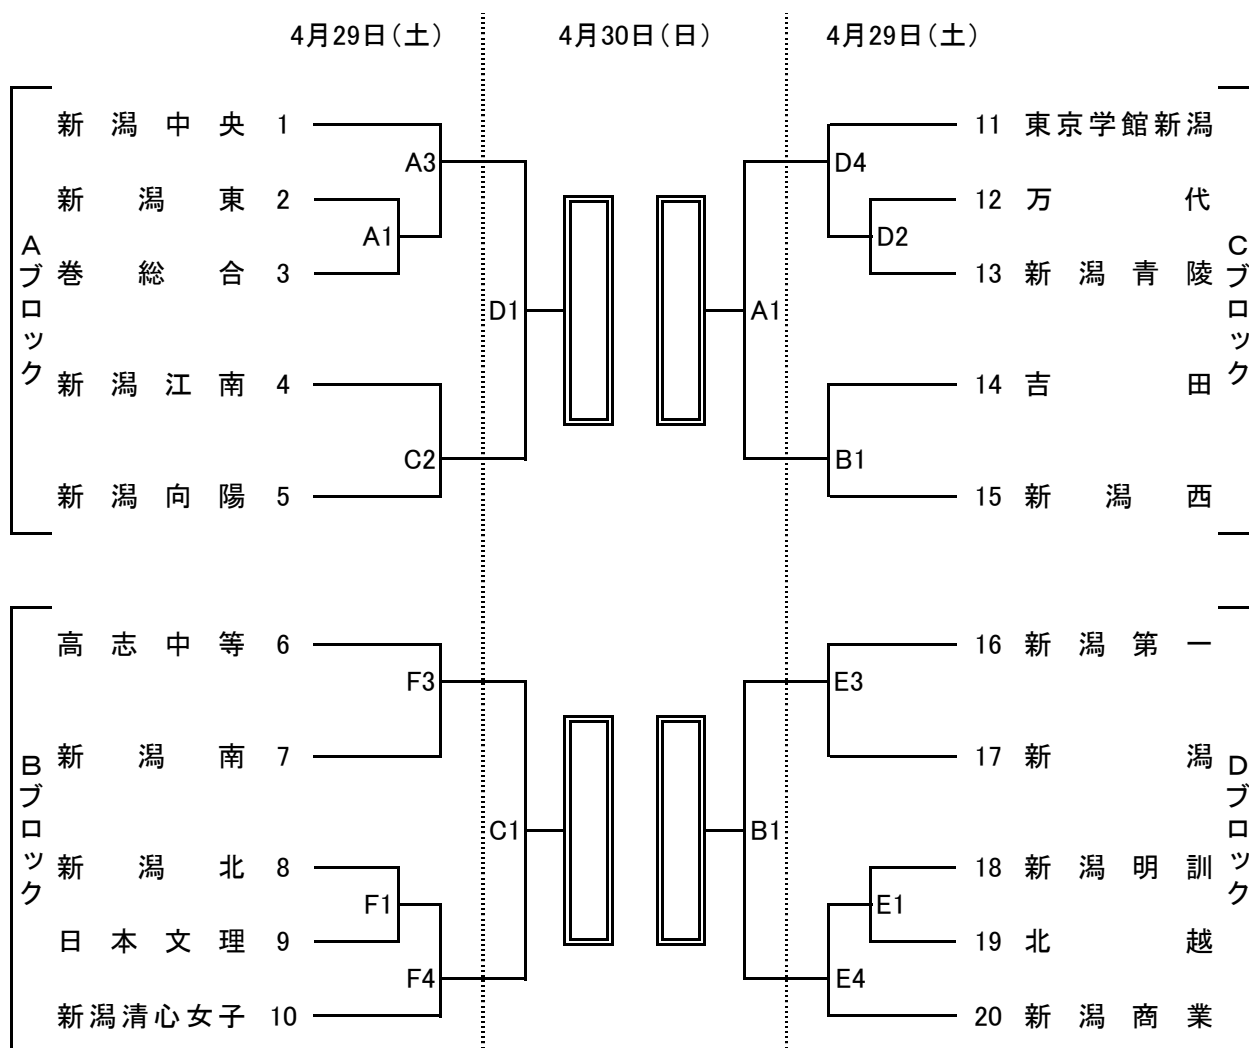 4月29日(土) 4月30日(日) 4月29日(土)
Aブロック
新潟中央 1
新潟東 2
巻総合 3
新潟江南 4
新潟向陽 5
A3
A1
C2
D1
Bブロック
高志中等 6
新潟南 7
新潟北 8
日本文理 9
新潟清心女子 10
F3
F1
F4
C1
Cブロック
11 東京学館新潟
12 万代
13 新潟青陵
14 吉田
15 新潟西
D4
D2
B1
A1
Dブロック
16 新潟第一
17 新潟
18 新潟明訓
19 北越
20 新潟商業
E3
E1
E4
B1